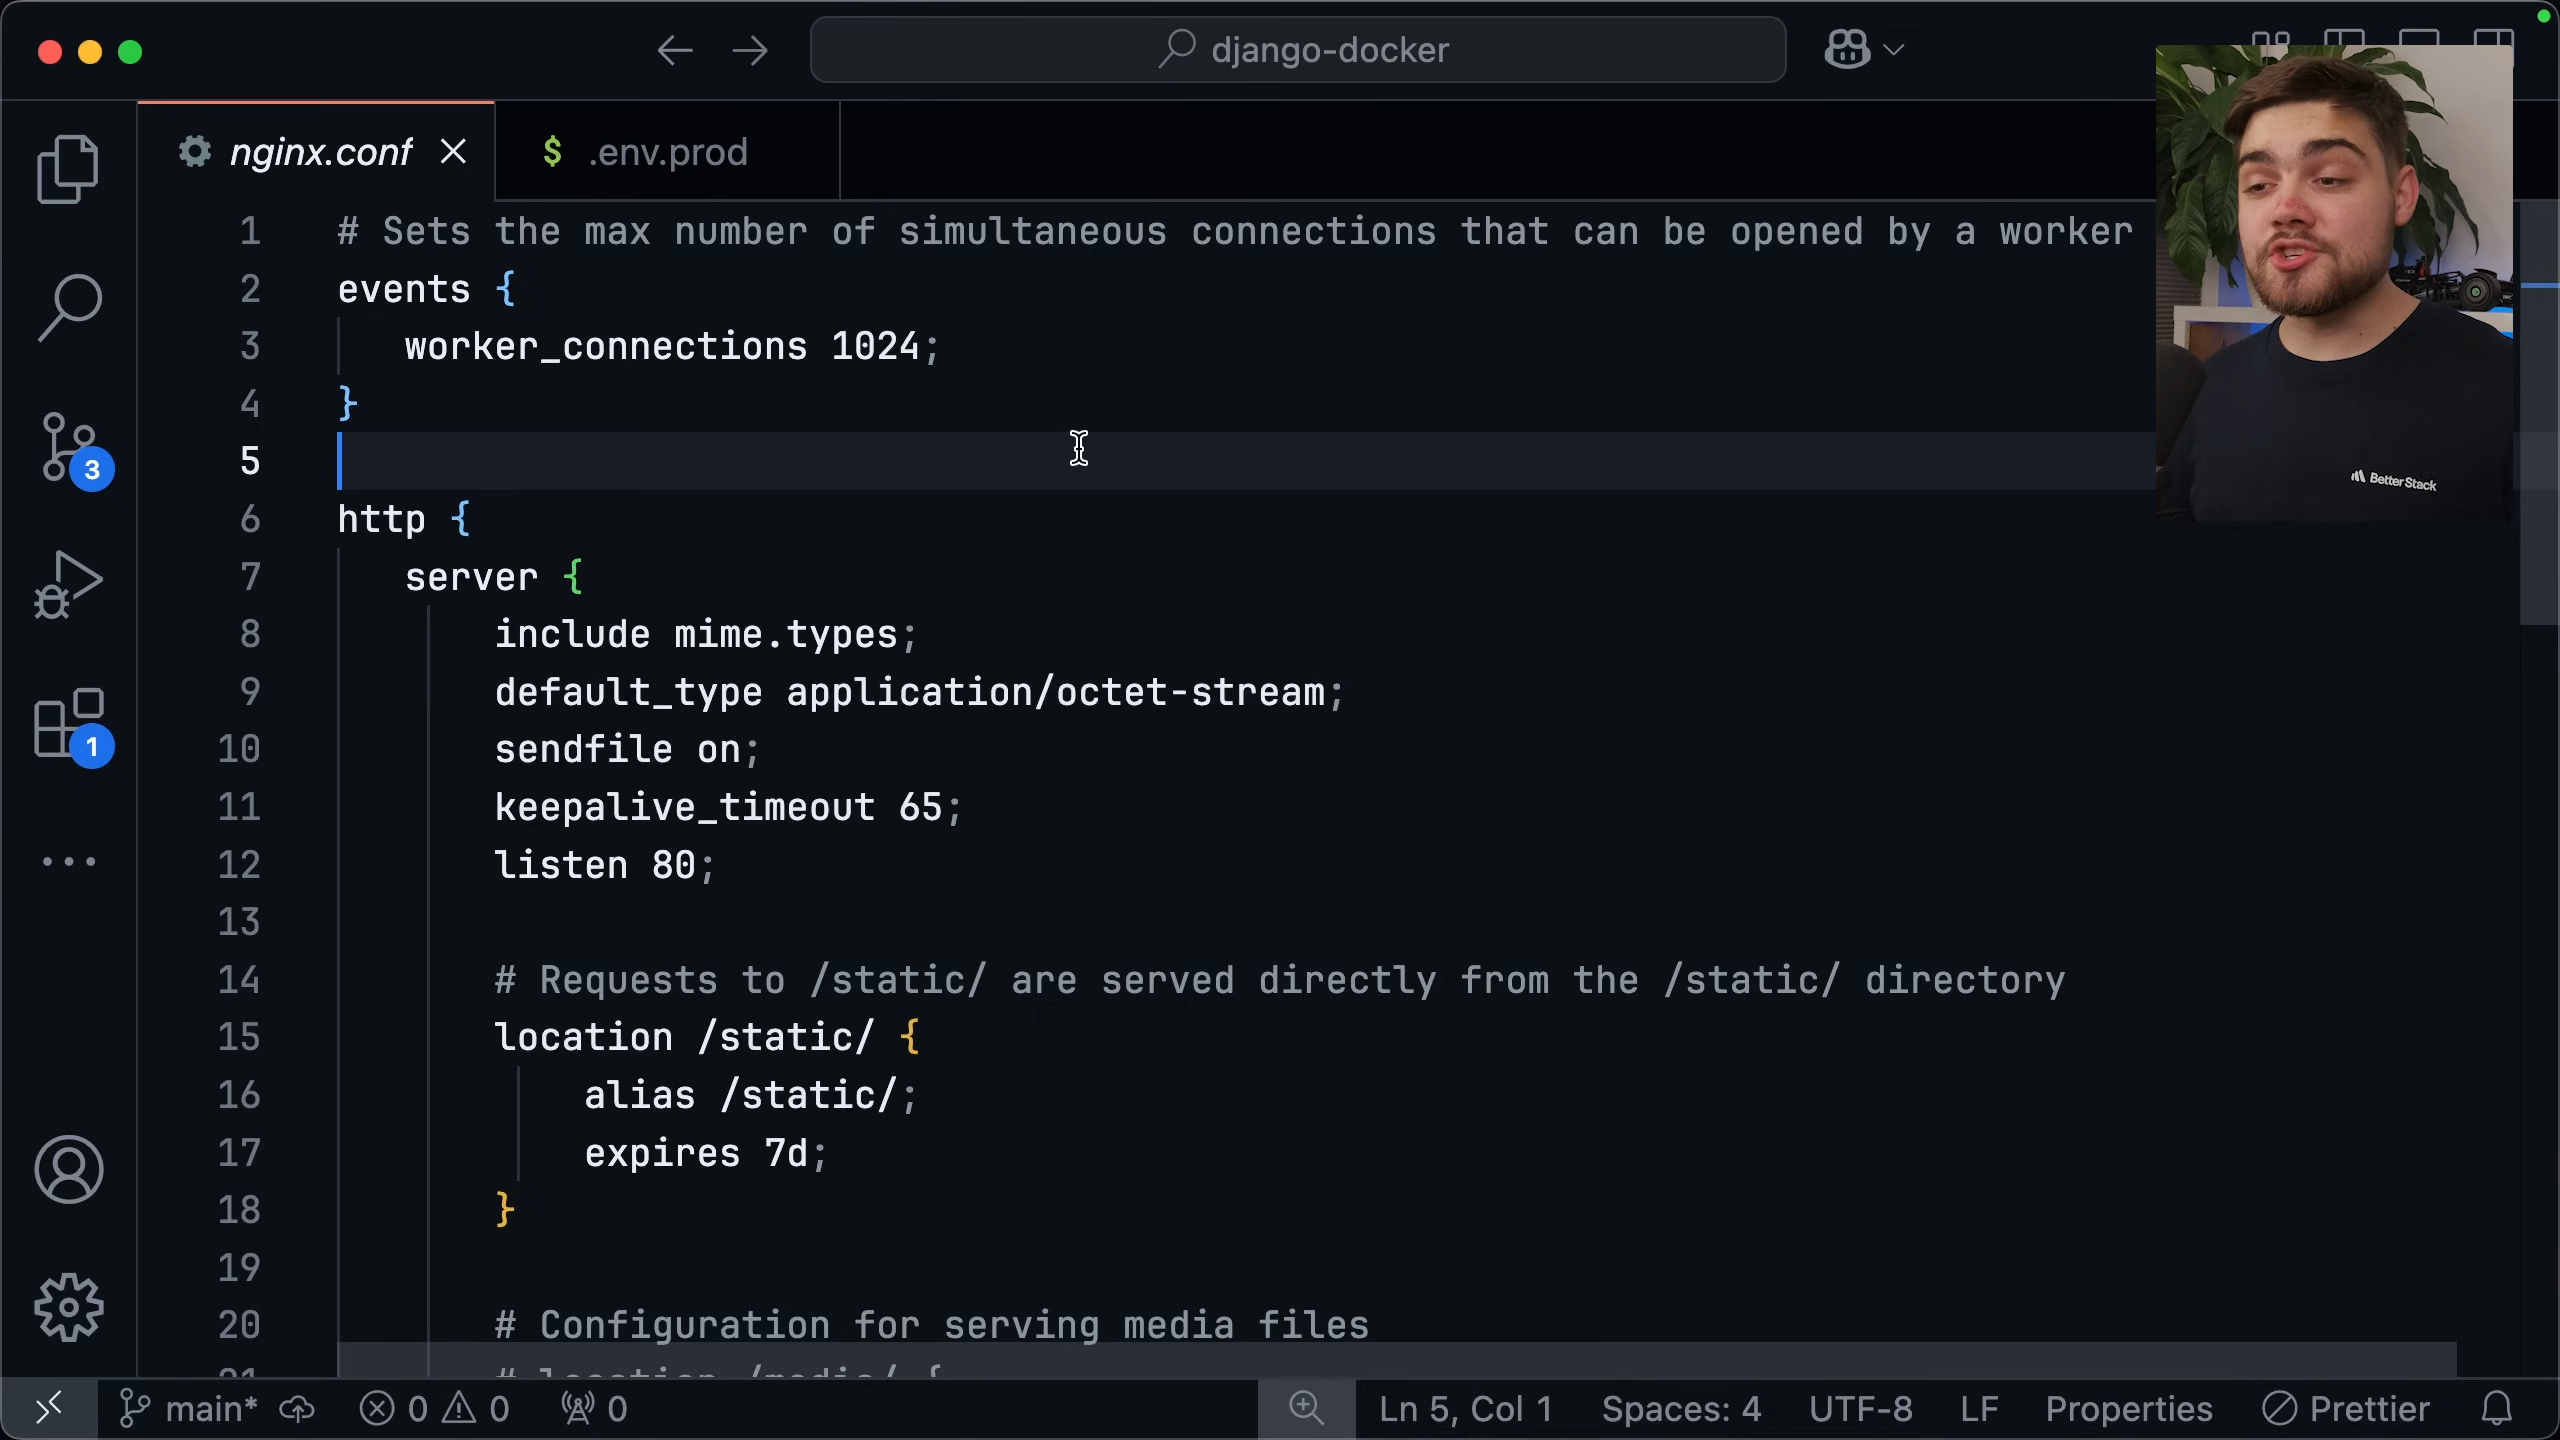 django-docker
nginx.conf
$ .env.prod
1 # Sets the max number of simultaneous connections that can be opened by a worker
2 events {
3 worker_connections 1024;
4 }
5
6 http {
7 server {
8 include mime.types;
9 default_type application/octet-stream;
10 sendfile on;
11 keepalive_timeout 65;
12 listen 80;
13
14 # Requests to /static/ are served directly from the /static/ directory
15 location /static/ {
16 alias /static/;
17 expires 7d;
18 }
19
20 # Configuration for serving media files
21 # location /media/ {
3
1
Better Stack
main* 0 0 0 Ln 5, Col 1 Spaces: 4 UTF-8 LF Properties Prettier